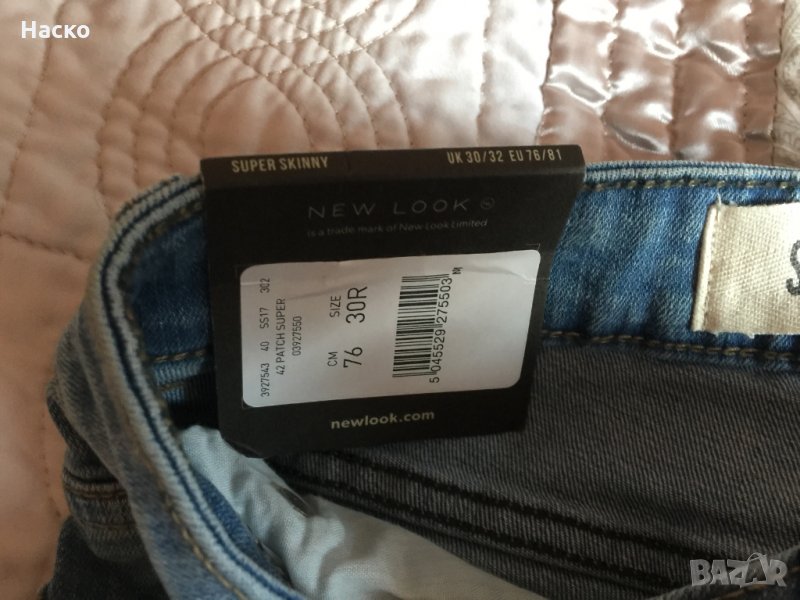 Наско
SUPER SKINNY
UK 30/32 EU 76/81
NEW LOOK
is a trade mark of New Look Limited
3927543 40 SS17 302
42 PATCH SUPER
03927550
CM SIZE
76 30R
5 045529 275503
newlook.com
S
BAZAR